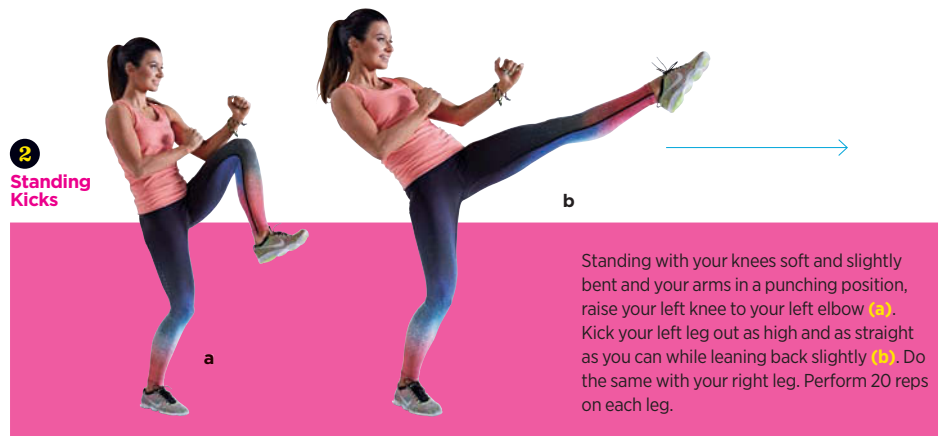 2
Standing
Kicks
a
b
Standing with your knees soft and slightly
bent and your arms in a punching position,
raise your left knee to your left elbow (a).
Kick your left leg out as high and as straight
as you can while leaning back slightly (b). Do
the same with your right leg. Perform 20 reps
on each leg.